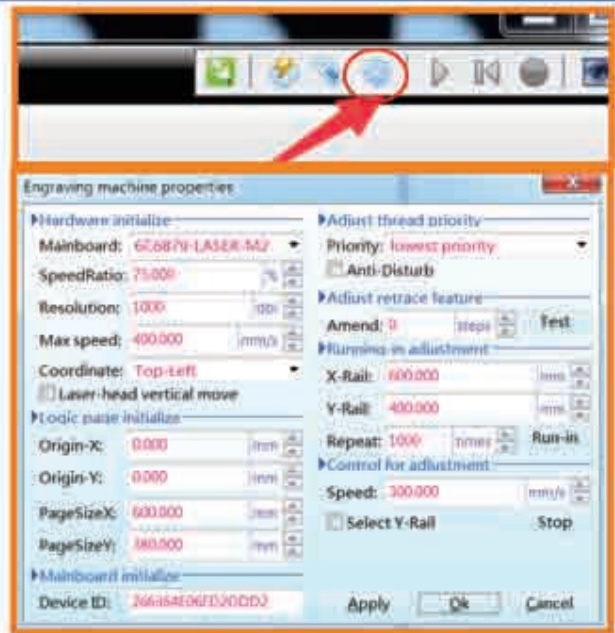 Engraving machine properties
Hardware initialize
Mainboard: 6C6879-LASER-M2
SpeedRatio: 75.000 %
Resolution: 1000 dpi
Max speed: 400.000 mm/s
Coordinate: Top-Left
Laser-head vertical move
Logic page initialize
Origin-X: 0.000 mm
Origin-Y: 0.000 mm
PageSizeX: 600.000 mm
PageSizeY: 380.000 mm
Mainboard initialize
Device ID:
Adjust thread priority
Priority: lowest priority
Anti-Disturb
Adjust retrace feature
Amend: 0 steps Test
Running-in adjustment
X-Rail: 600.000 mm
Y-Rail: 400.000 mm
Repeat: 1000 times Run-in
Control for adjustment
Speed: 300.000 mm/s
Select Y-Rail Stop
Apply Ok Cancel